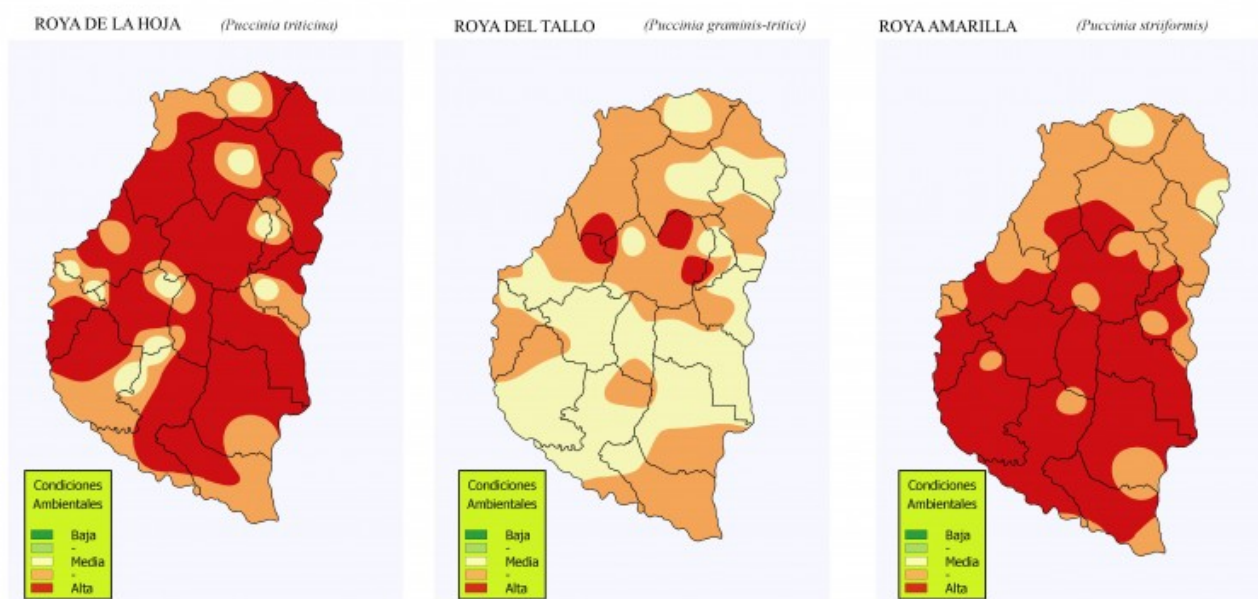 ROYA DE LA HOJA (Puccinia triticina)
Condiciones
Ambientales
Baja
-
Media
-
Alta
ROYA DEL TALLO (Puccinia graminis-tritici)
Condiciones
Ambientales
Baja
-
Media
-
Alta
ROYA AMARILLA (Puccinia striiformis)
Condiciones
Ambientales
Baja
-
Media
-
Alta